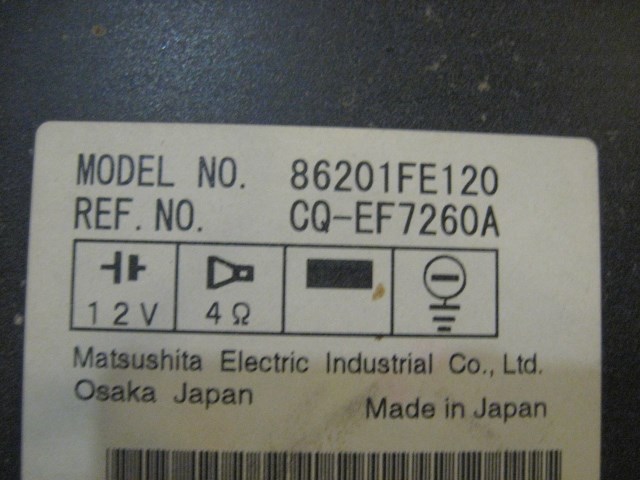 MODEL NO. 86201FE120
REF. NO. CQ-EF7260A
12V 4Ω
Matsushita Electric Industrial Co., Ltd.
Osaka Japan
Made in Japan